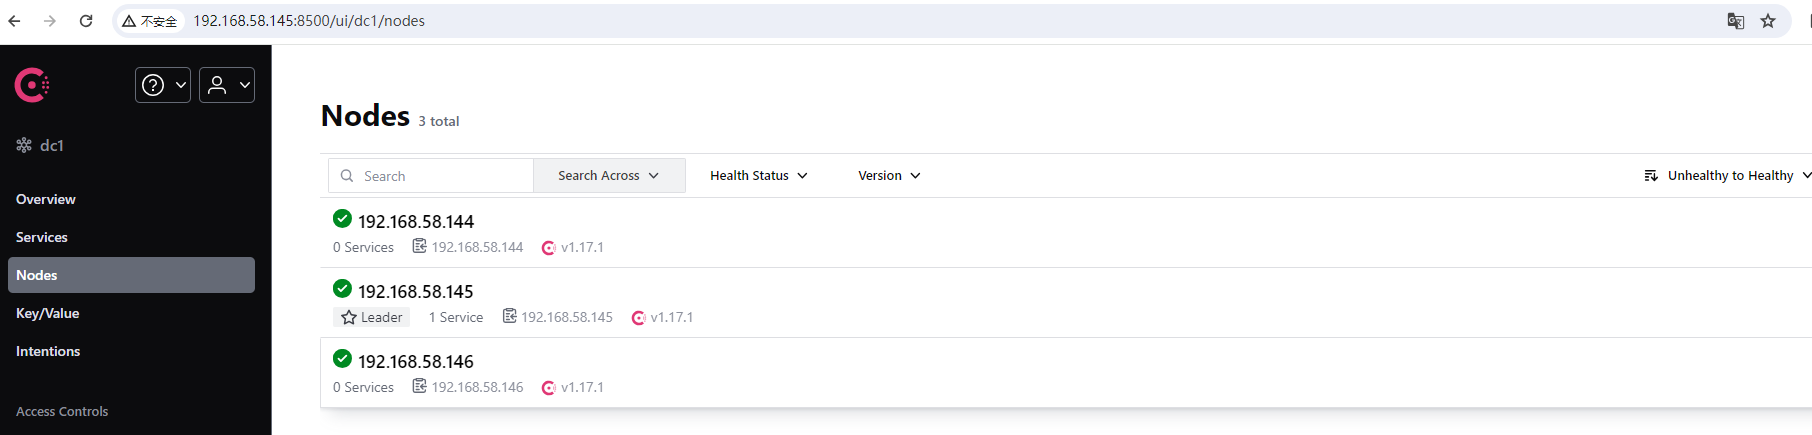 不安全 192.168.58.145:8500/ui/dc1/nodes
dc1
Overview
Services
Nodes
Key/Value
Intentions
Access Controls
Nodes 3 total
Search Search Across Health Status Version Unhealthy to Healthy
192.168.58.144
0 Services 192.168.58.144 v1.17.1
192.168.58.145
Leader 1 Service 192.168.58.145 v1.17.1
192.168.58.146
0 Services 192.168.58.146 v1.17.1